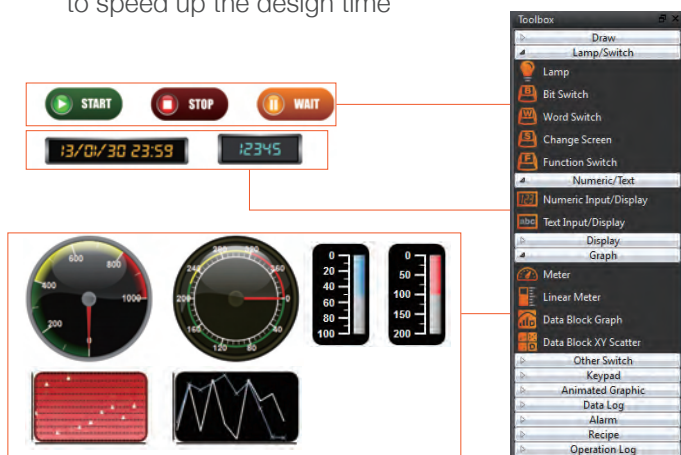 to speed up the design time
START
STOP
WAIT
13/01/30 23:59
12345
600
800
400
1000
200
0
280
320
240
360
200
0
160
40
120
80
0
20
40
60
80
100
0
50
100
150
200
Toolbox
Draw
Lamp/Switch
Lamp
B
Bit Switch
W
Word Switch
S
Change Screen
F
Function Switch
Numeric/Text
123
Numeric Input/Display
abc
Text Input/Display
Display
Graph
Meter
Linear Meter
Data Block Graph
Data Block XY Scatter
Other Switch
Keypad
Animated Graphic
Data Log
Alarm
Recipe
Operation Log